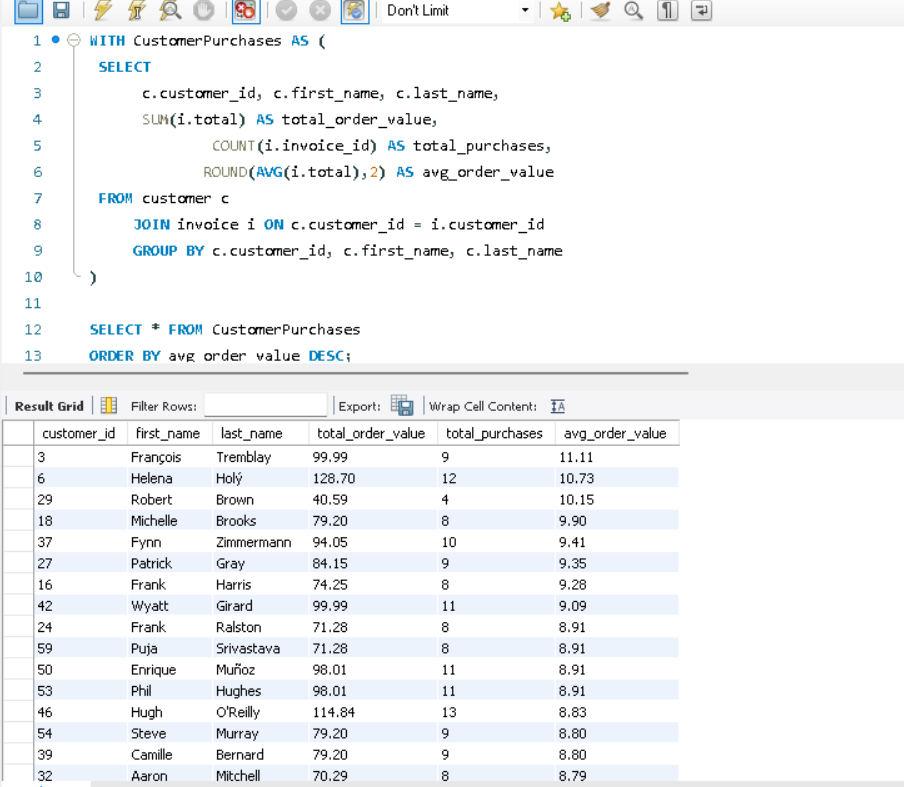 Don't Limit
1 WITH CustomerPurchases AS (
2 SELECT
3 c.customer_id, c.first_name, c.last_name,
4 SUM(i.total) AS total_order_value,
5 COUNT(i.invoice_id) AS total_purchases,
6 ROUND(AVG(i.total),2) AS avg_order_value
7 FROM customer c
8 JOIN invoice i ON c.customer_id = i.customer_id
9 GROUP BY c.customer_id, c.first_name, c.last_name
10 )
11
12 SELECT * FROM CustomerPurchases
13 ORDER BY avg_order_value DESC;
Result Grid Filter Rows: Export: Wrap Cell Content: IA
customer_id first_name last_name total_order_value total_purchases avg_order_value
3 François Tremblay 99.99 9 11.11
6 Helena Holý 128.70 12 10.73
29 Robert Brown 40.59 4 10.15
18 Michelle Brooks 79.20 8 9.90
37 Fynn Zimmermann 94.05 10 9.41
27 Patrick Gray 84.15 9 9.35
16 Frank Harris 74.25 8 9.28
42 Wyatt Girard 99.99 11 9.09
24 Frank Ralston 71.28 8 8.91
59 Puja Srivastava 71.28 8 8.91
50 Enrique Muñoz 98.01 11 8.91
53 Phil Hughes 98.01 11 8.91
46 Hugh O'Reilly 114.84 13 8.83
54 Steve Murray 79.20 9 8.80
39 Camille Bernard 79.20 9 8.80
32 Aaron Mitchell 70.29 8 8.79